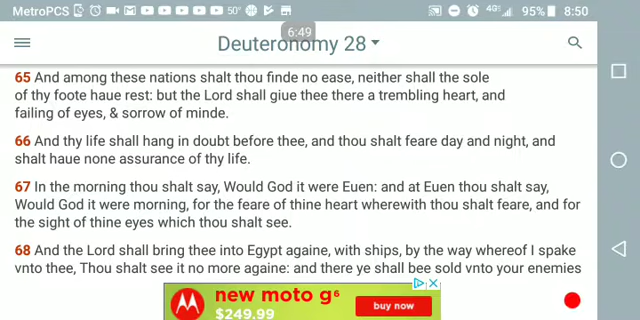 MetroPCS 50° 4G 95% 8:50
6:49
Deuteronomy 28
65 And among these nations shalt thou finde no ease, neither shall the sole
of thy foote haue rest: but the Lord shall giue thee there a trembling heart, and
failing of eyes, & sorrow of minde.
66 And thy life shall hang in doubt before thee, and thou shalt feare day and night, and
shalt haue none assurance of thy life.
67 In the morning thou shalt say, Would God it were Euen: and at Euen thou shalt say,
Would God it were morning, for the feare of thine heart wherewith thou shalt feare, and for
the sight of thine eyes which thou shalt see.
68 And the Lord shall bring thee into Egypt againe, with ships, by the way whereof I spake
vnto thee, Thou shalt see it no more againe: and there ye shall bee sold vnto your enemies
new moto g6
$249.99
buy now